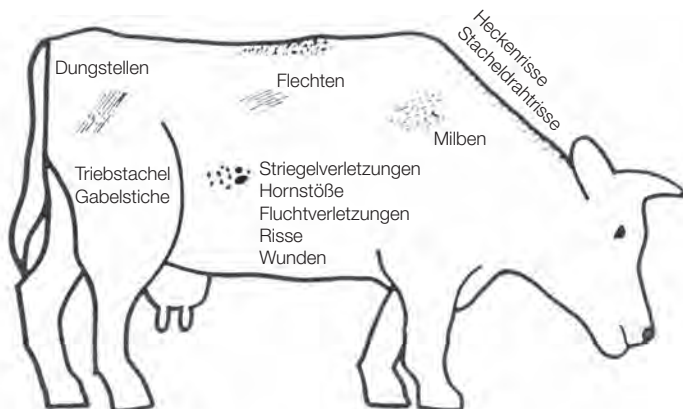 Heckenrisse
Stacheldrahtrisse
Dungstellen
Flechten
Milben
Triebstachel
Gabelstiche
Striegelverletzungen
Hornstöße
Fluchtverletzungen
Risse
Wunden